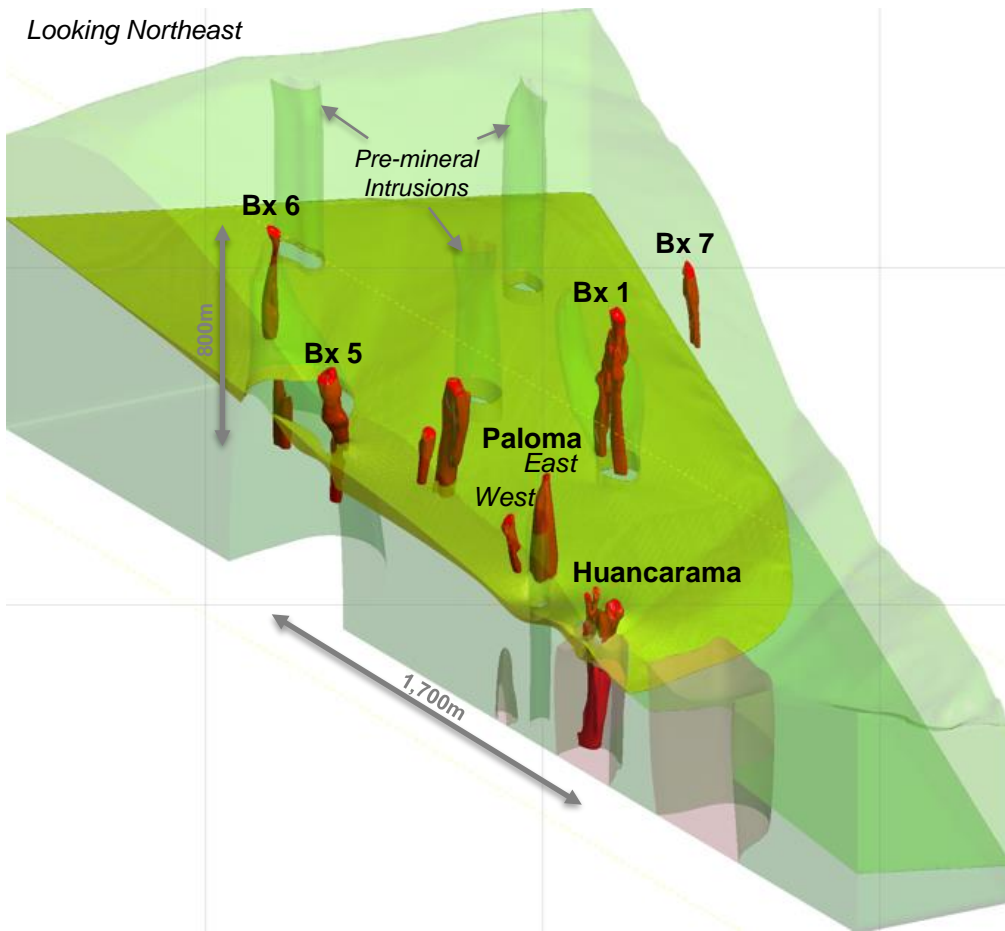 Looking Northeast
Pre-mineral
Intrusions
Bx 6
Bx 7
Bx 1
800m
Bx 5
Paloma
East
West
Huancarama
1,700m